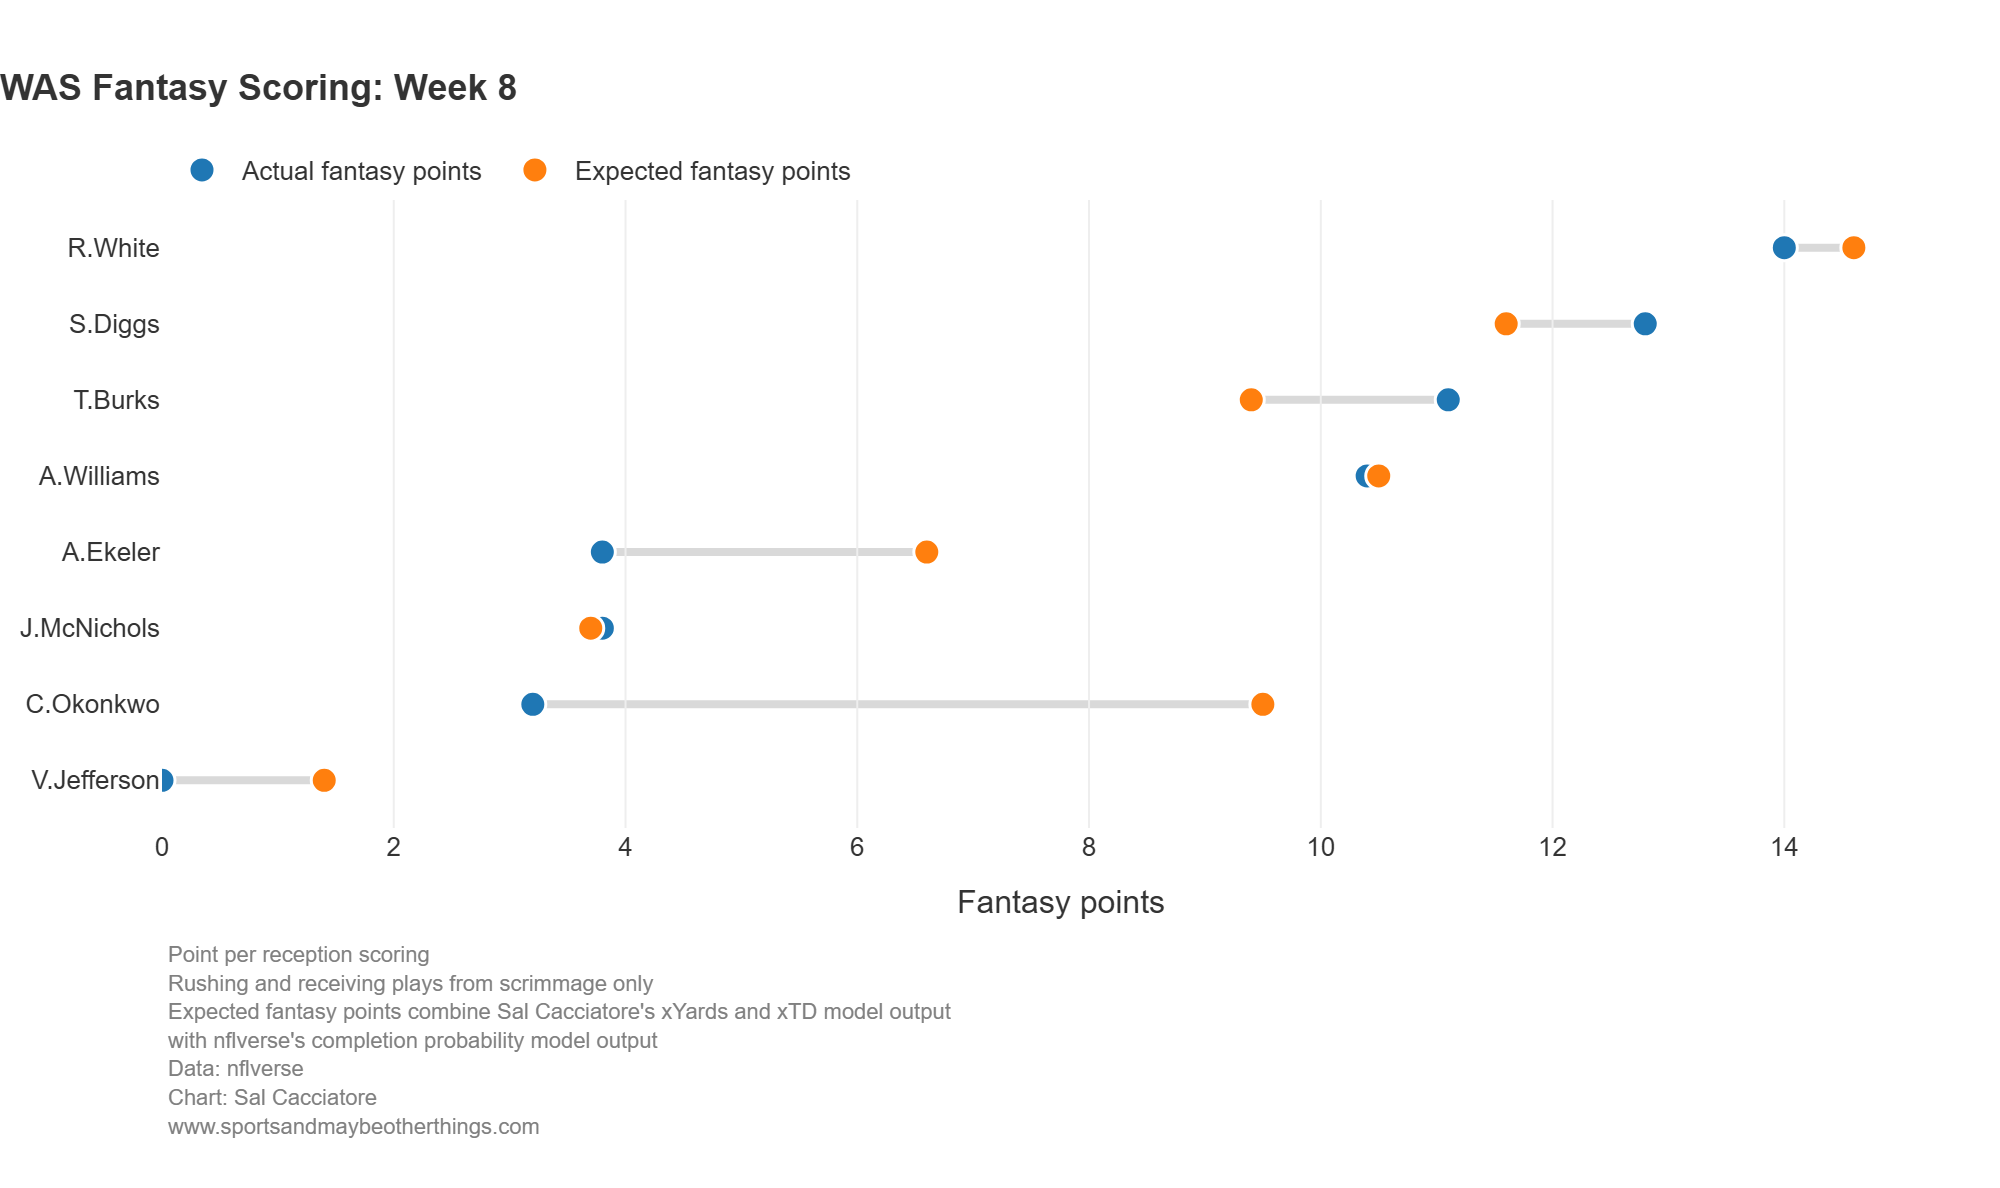 WAS Fantasy Scoring: Week 8
Actual fantasy points
Expected fantasy points
R.White
S.Diggs
T.Burks
A.Williams
A.Ekeler
J.McNichols
C.Okonkwo
V.Jefferson
0 2 4 6 8 10 12 14
Fantasy points
Point per reception scoring
Rushing and receiving plays from scrimmage only
Expected fantasy points combine Sal Cacciatore's xYards and xTD model output
with nflverse's completion probability model output
Data: nflverse
Chart: Sal Cacciatore
www.sportsandmaybeotherthings.com